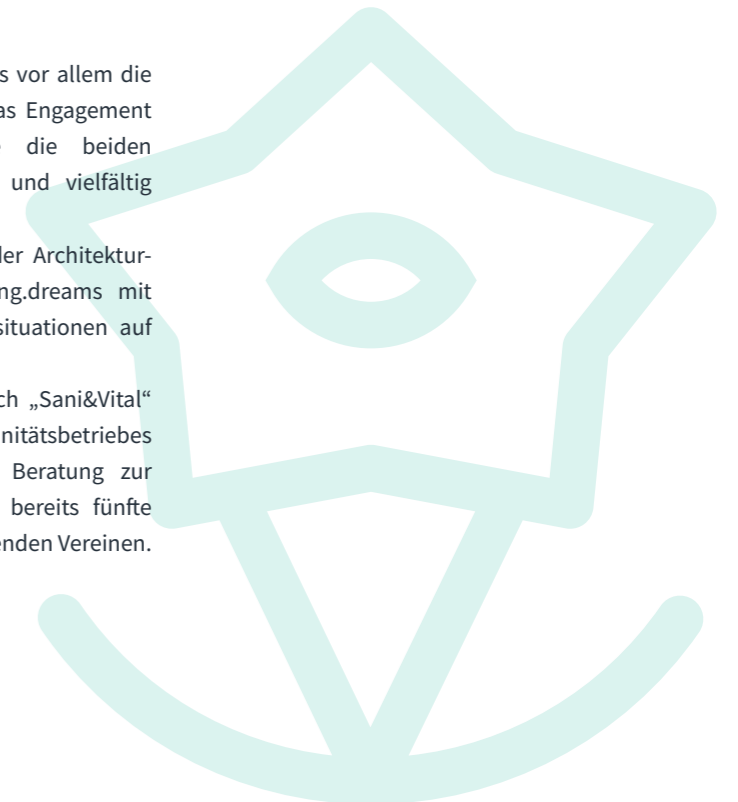 s vor allem die
as Engagement
die beiden
und vielfältig
der Architektur-
ng.dreams mit
situationen auf
ch „Sani&Vital“
nitätsbetriebes
Beratung zur
bereits fünfte
enden Vereinen.